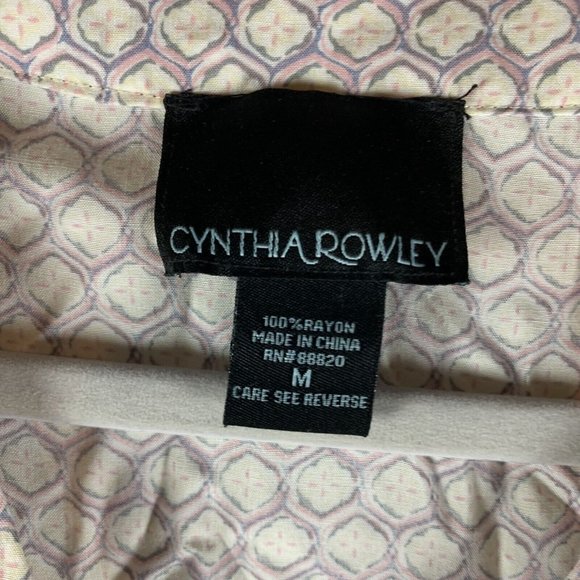 CYNTHIA ROWLEY
100% RAYON
MADE IN CHINA
RN#88820
M
CARE SEE REVERSE